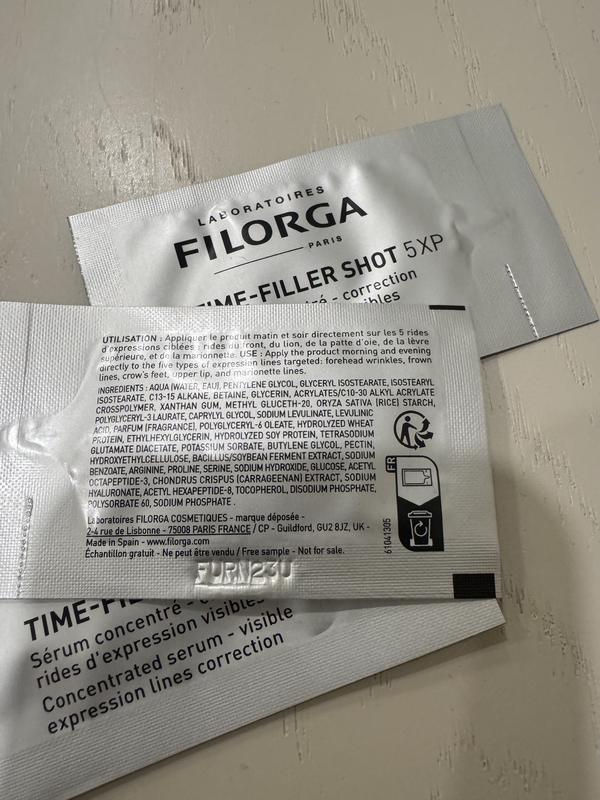 LABORATOIRES
FILORGA
PARIS
TIME-FILLER SHOT 5XP
- correction
UTILISATION : Appliquer le produit matin et soir directement sur les 5 rides
d'expressions ciblées : rides du front, du lion, de la patte d'oie, de la lèvre
supérieure, et de la marionnette. USE : Apply the product morning and evening
directly to the five types of expression lines targeted: forehead wrinkles, frown
lines, crow's feet, upper lip, and marionette lines.
INGREDIENTS: AQUA (WATER, EAU), PENTYLENE GLYCOL, GLYCERYL ISOSTEARATE, ISOSTEARYL
ISOSTEARATE, C13-15 ALKANE, BETAINE, GLYCERIN, ACRYLATES/C10-30 ALKYL ACRYLATE
CROSSPOLYMER, XANTHAN GUM, METHYL GLUCETH-20, ORYZA SATIVA (RICE) STARCH,
POLYGLYCERYL-3 LAURATE, CAPRYLYL GLYCOL, SODIUM LEVULINATE, LEVULINIC
ACID, PARFUM (FRAGRANCE), POLYGLYCERYL-6 OLEATE, HYDROLYZED WHEAT
PROTEIN, ETHYLHEXYLGLYCERIN, HYDROLYZED SOY PROTEIN, TETRASODIUM
GLUTAMATE DIACETATE, POTASSIUM SORBATE, BUTYLENE GLYCOL, PECTIN,
HYDROXYETHYLCELLULOSE, BACILLUS/SOYBEAN FERMENT EXTRACT, SODIUM
BENZOATE, ARGININE, PROLINE, SERINE, SODIUM HYDROXIDE, GLUCOSE, ACETYL
OCTAPEPTIDE-3, CHONDRUS CRISPUS (CARRAGEENAN) EXTRACT, SODIUM
HYALURONATE, ACETYL HEXAPEPTIDE-8, TOCOPHEROL, DISODIUM PHOSPHATE,
POLYSORBATE 60, SODIUM PHOSPHATE .
Laboratoires FILORGA COSMETIQUES - marque déposée -
2-4 rue de Lisbonne - 75008 PARIS FRANCE / CP - Guildford, GU2 8JZ, UK -
Made in Spain - www.filorga.com
Échantillon gratuit - Ne peut être vendu / Free sample - Not for sale.
FR
61041305
FURN23U
TIME-FIL
Sérum concentré -
rides d'expression visibles
Concentrated serum - visible
expression lines correction